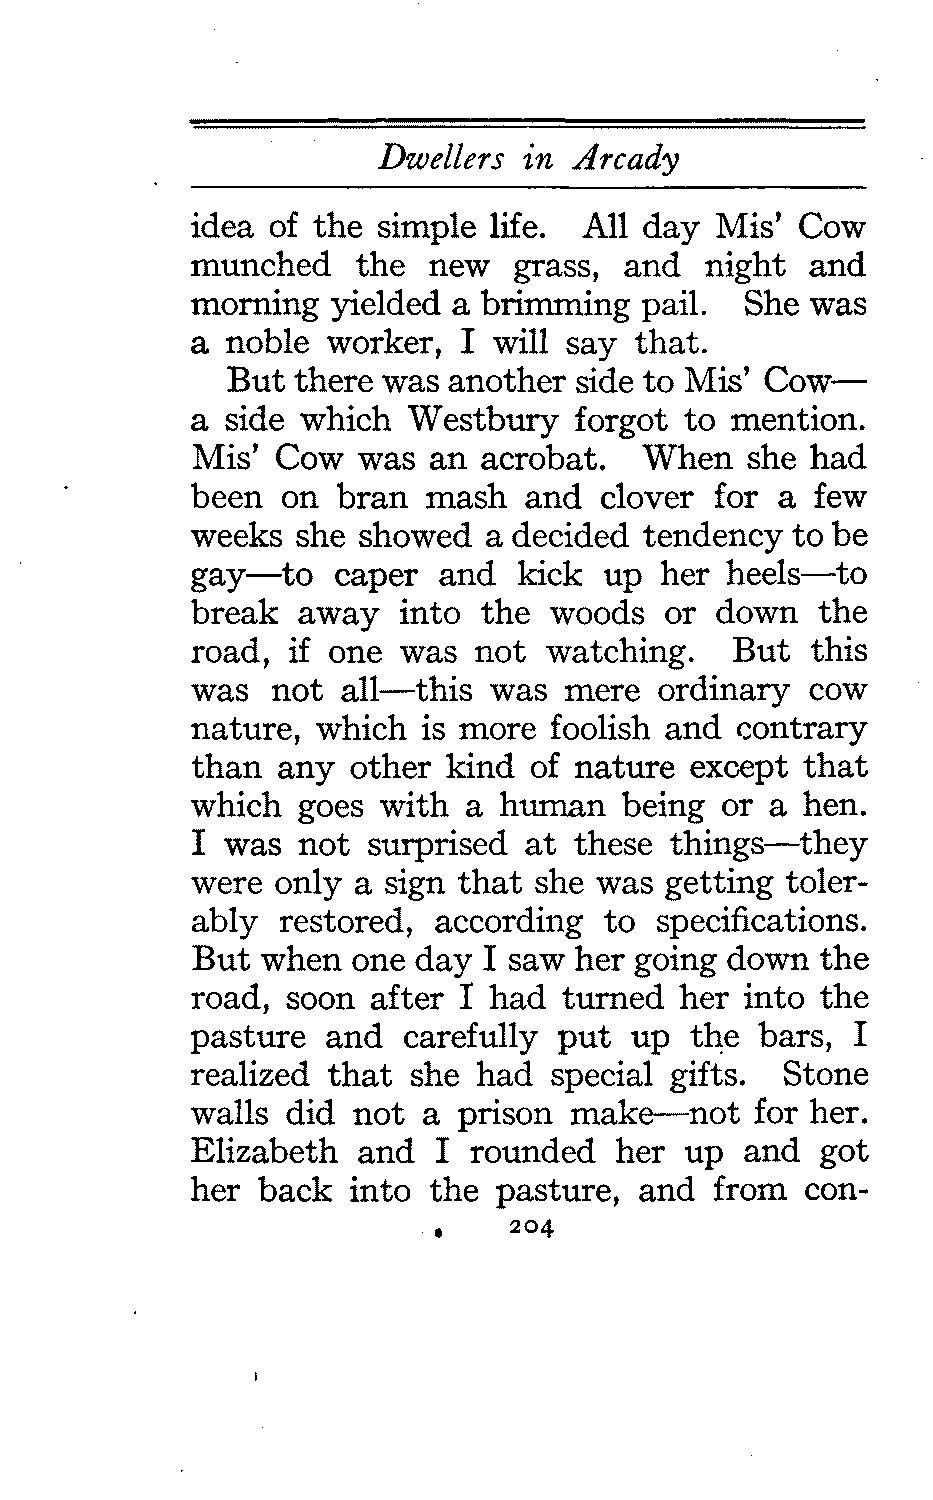 Dwellers in Arcady
idea of the simple life. All day Mis' Cow
munched the new grass, and night and
morning yielded a brimming pail. She was
a noble worker, I will say that.
But there was another side to Mis' Cow—
a side which Westbury forgot to mention.
Mis' Cow was an acrobat. When she had
been on bran mash and clover for a few
weeks she showed a decided tendency to be
gay—to caper and kick up her heels—to
break away into the woods or down the
road, if one was not watching. But this
was not all—this was mere ordinary cow
nature, which is more foolish and contrary
than any other kind of nature except that
which goes with a human being or a hen.
I was not surprised at these things—they
were only a sign that she was getting toler-
ably restored, according to specifications.
But when one day I saw her going down the
road, soon after I had turned her into the
pasture and carefully put up the bars, I
realized that she had special gifts. Stone
walls did not a prison make—not for her.
Elizabeth and I rounded her up and got
her back into the pasture, and from con-
204